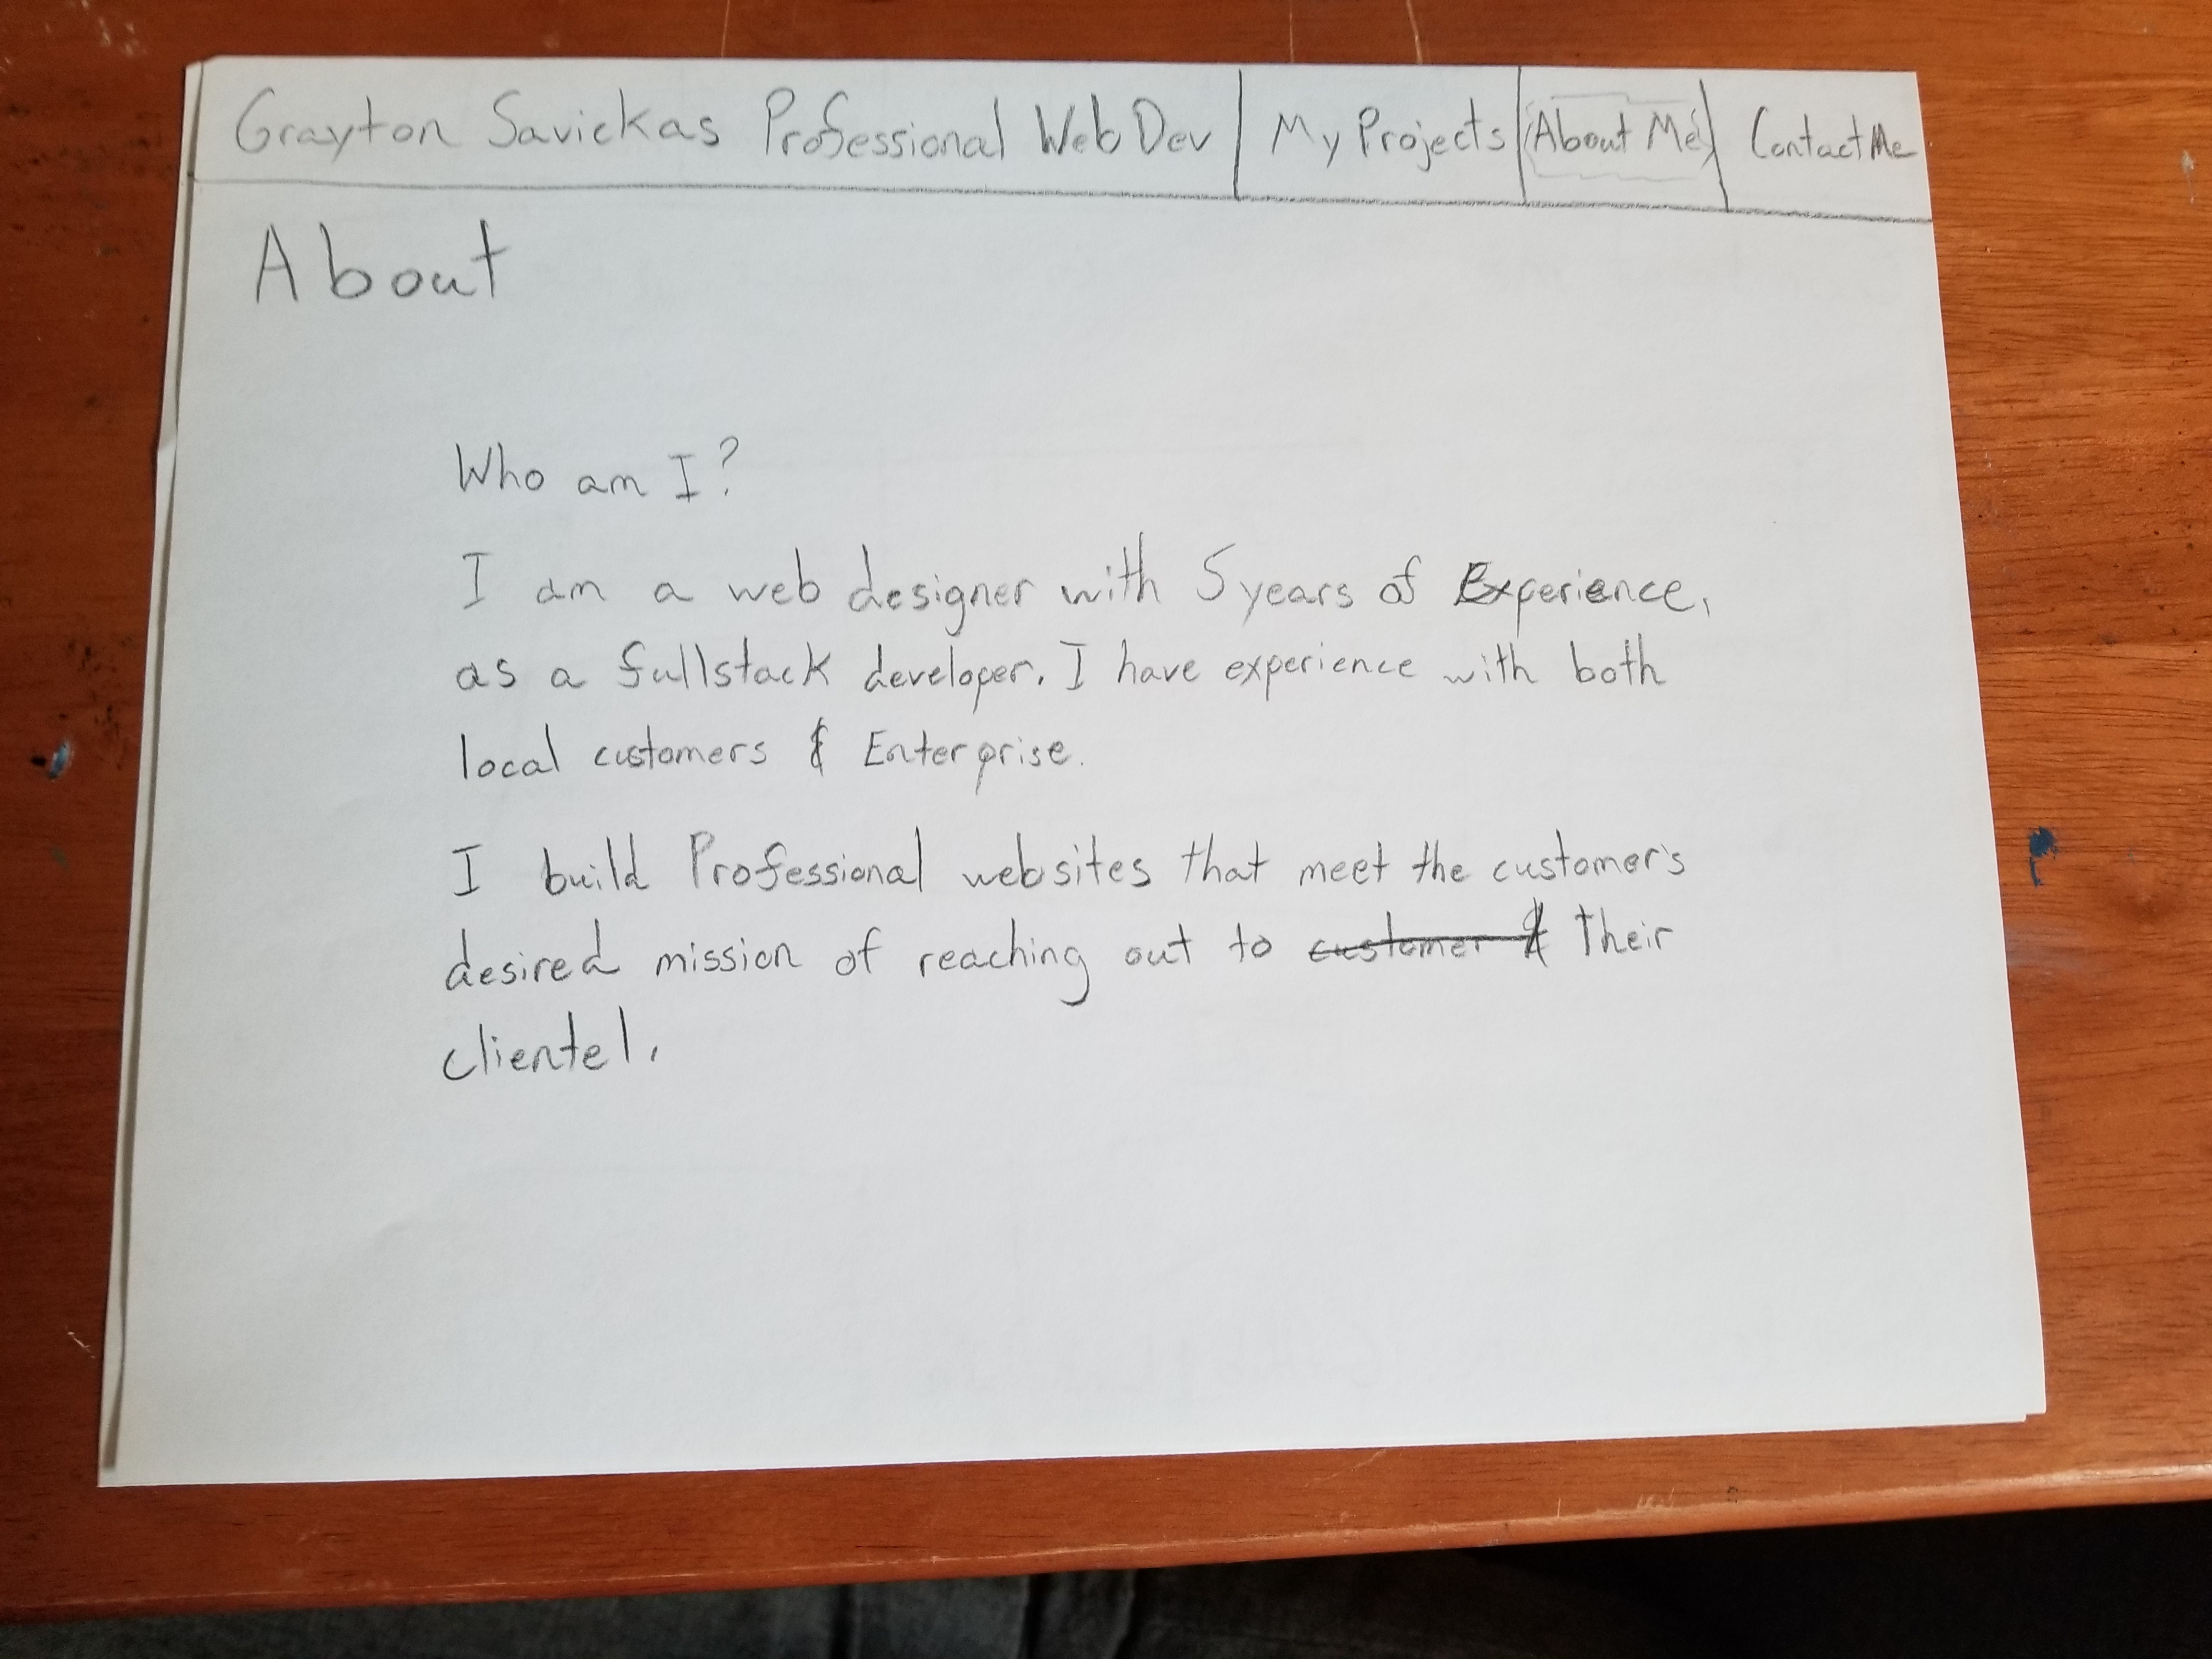 Grayton Savickas Professional Web Dev | My Projects | About Me | Contact Me
About
Who am I?
I am a web designer with 5 years of Experience,
as a fullstack developer. I have experience with both
local customers & Enterprise.
I build Professional websites that meet the customer's
desired mission of reaching out to customer & Their
clientel.